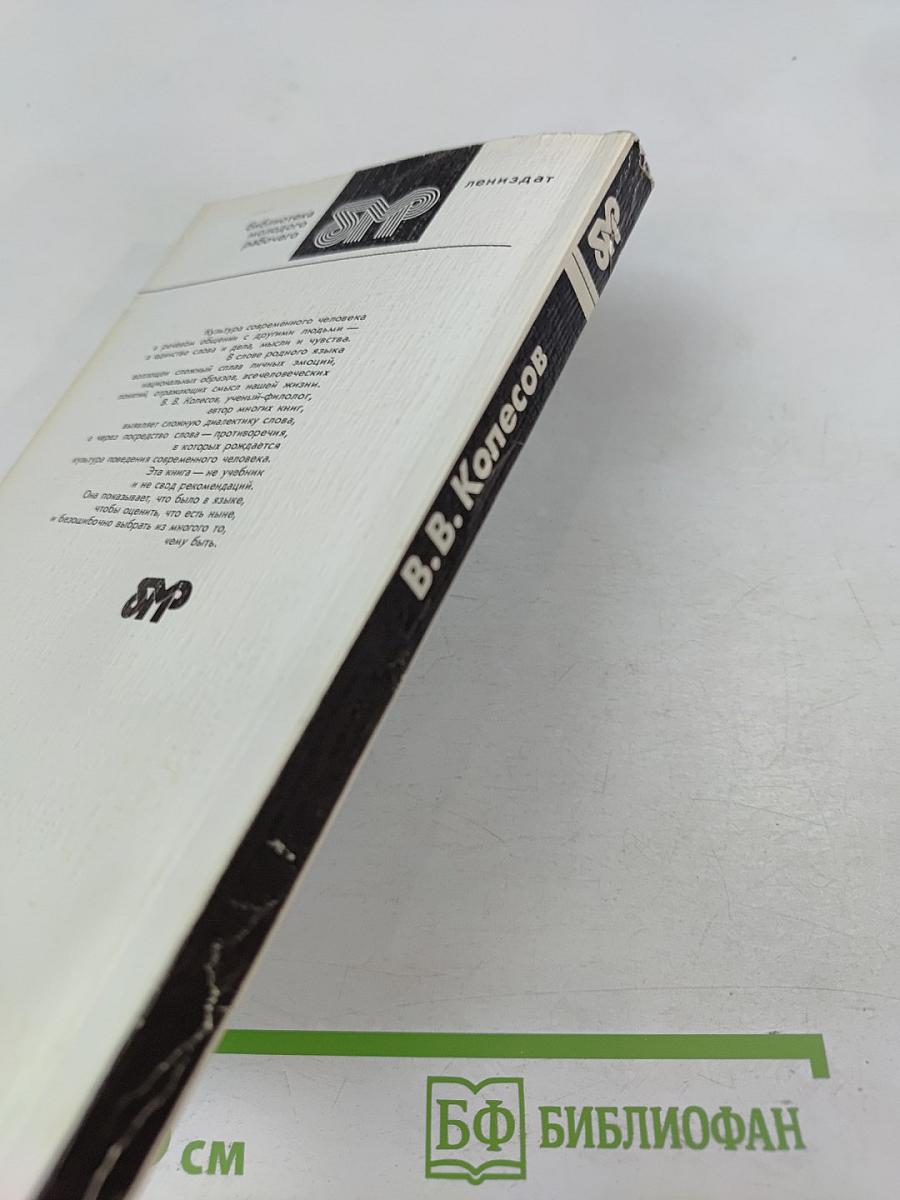 библиотека
молодого
рабочего
БМР
лениздат
Культура современного человека
в речевом общении с другими людьми —
в единстве слова и дела, мысли и чувства.
В слове родного языка
воплощен сложный сплав личных эмоций,
национальных образов, всечеловеческих
понятий, отражающих смысл нашей жизни.
В. В. Колесов, ученый-филолог,
автор многих книг,
выявляет сложную диалектику слова,
а через посредство слова — противоречия,
в которых рождается
культура поведения современного человека.
Эта книга — не учебник
и не свод рекомендаций.
Она показывает, что было в языке,
чтобы оценить, что есть ныне,
и безошибочно выбрать из многого то,
чему быть.
БМР
БМР
В. В. Колесов
см
БФ БИБЛИОФАН